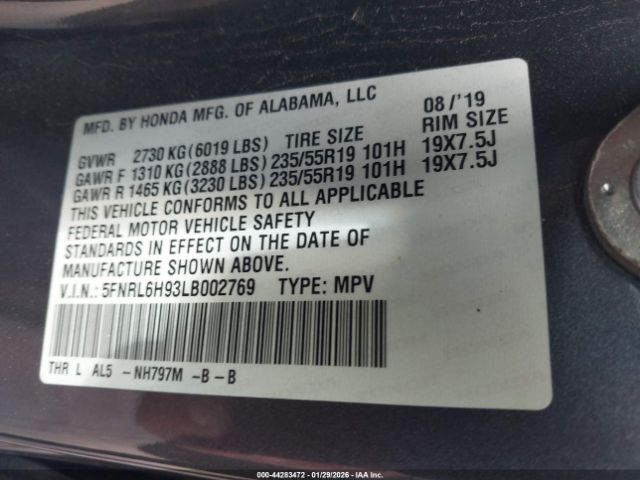 MFD. BY HONDA MFG. OF ALABAMA, LLC 08/'19
GVWR 2730 KG(6019 LBS) TIRE SIZE RIM SIZE
GAWR F 1310 KG(2888 LBS) 235/55R19 101H 19X7.5J
GAWR R 1465 KG(3230 LBS) 235/55R19 101H 19X7.5J
THIS VEHICLE CONFORMS TO ALL APPLICABLE
FEDERAL MOTOR VEHICLE SAFETY
STANDARDS IN EFFECT ON THE DATE OF
MANUFACTURE SHOWN ABOVE.
V.I.N.: 5FNRL6H93LB002769 TYPE: MPV
THR L AL5 -NH797M -B-B
000-44283472 | 01/29/2026 - IAA Inc.